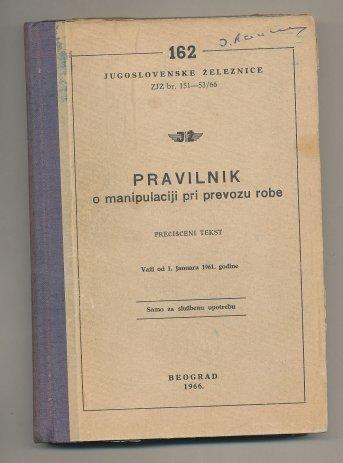 162
JUGOSLOVENSKE ŽELEZNICE
ZJŽ br. 151—53/66
JŽ
PRAVILNIK
o manipulaciji pri prevozu robe
PREČIŠĆENI TEKST
Važi od 1. januara 1961. godine
Samo za službenu upotrebu
BEOGRAD
1966.